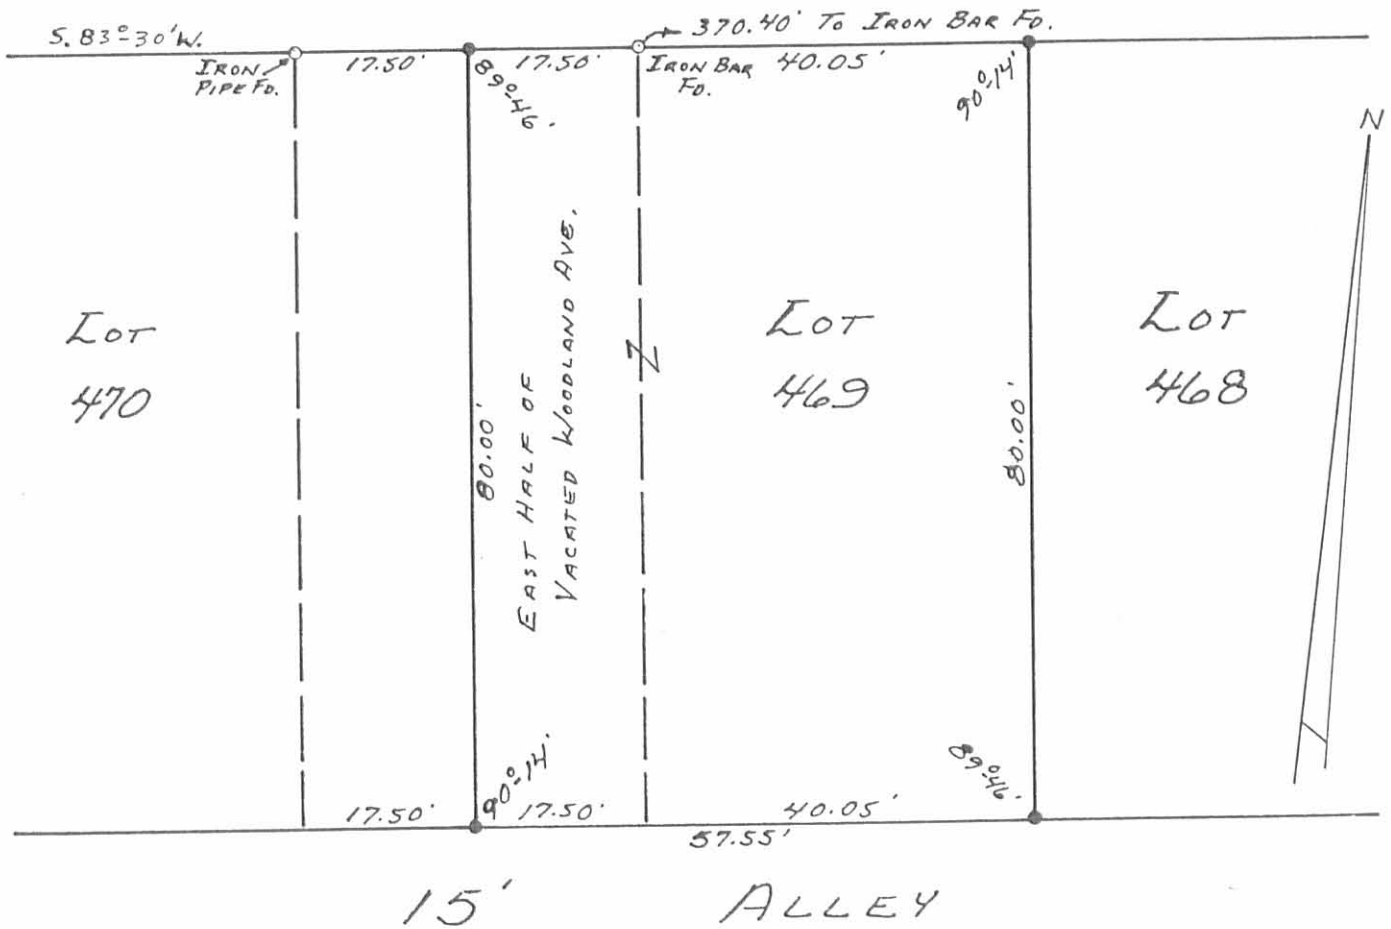 S. 83°-30'W.
370.40' TO IRON BAR FD.
IRON
PIPE FD.
17.50'
17.50'
IRON BAR
FD.
40.05'
89°-46'
90°-14'
N
LOT
470
80.00'
EAST HALF OF
VACATED WOODLAND AVE.
Z
LOT
469
80.00'
LOT
468
90°-14'
89°-46'
17.50'
17.50'
40.05'
57.55'
15' ALLEY